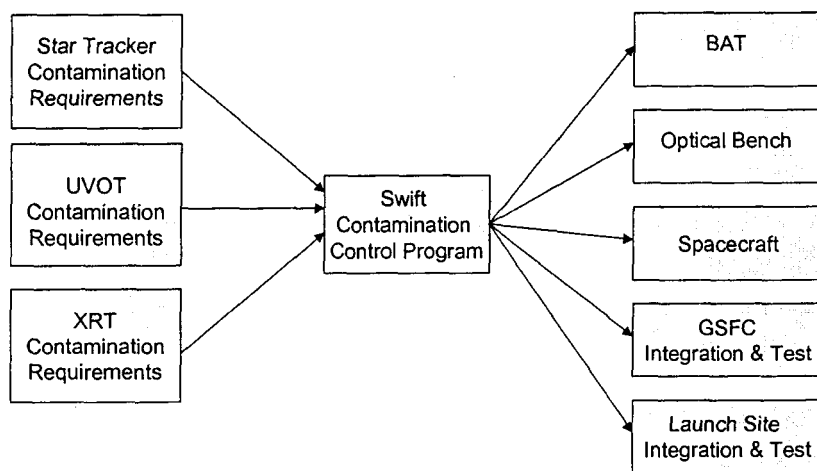 Star Tracker
Contamination
Requirements
UVOT
Contamination
Requirements
XRT
Contamination
Requirements
Swift
Contamination
Control Program
BAT
Optical Bench
Spacecraft
GSFC
Integration & Test
Launch Site
Integration & Test